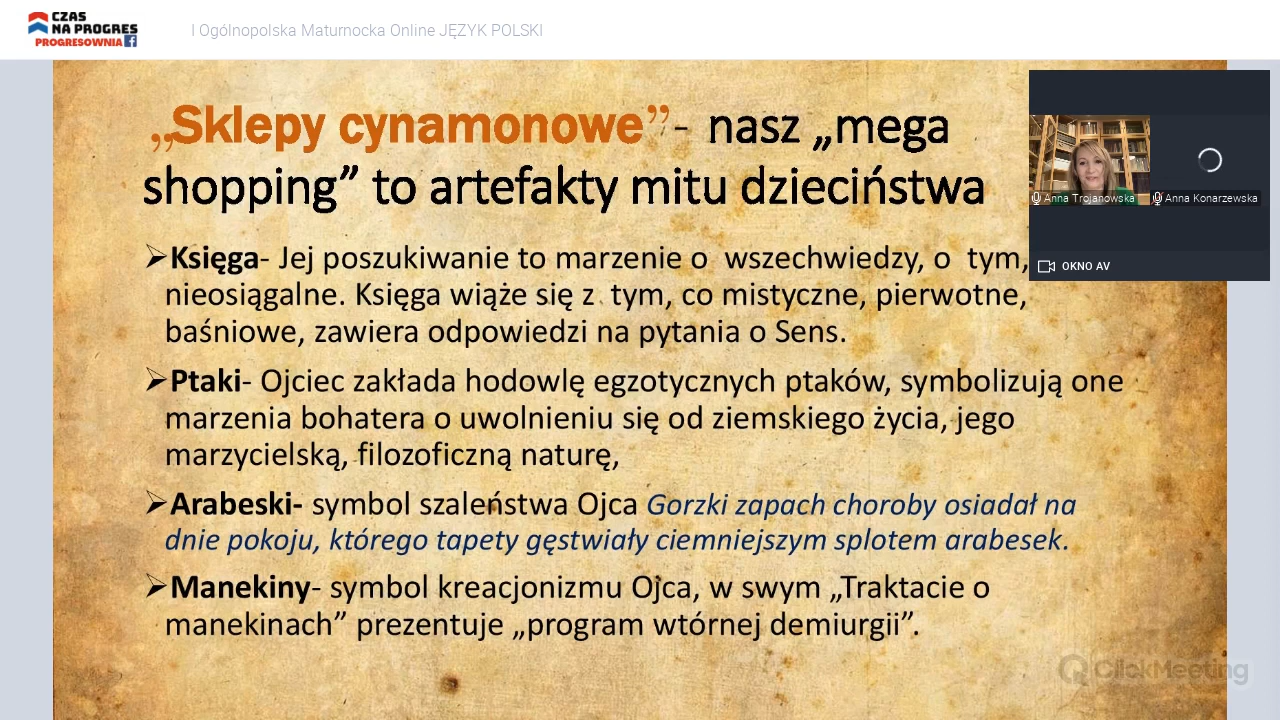 CZAS
NA PROGRES
PROGRESOWNIA
I Ogólnopolska Maturnocka Online JĘZYK POLSKI
„Sklepy cynamonowe” - nasz „mega
shopping” to artefakty mitu dzieciństwa
Księga- Jej poszukiwanie to marzenie o wszechwiedzy, o tym,
nieosiągalne. Księga wiąże się z tym, co mistyczne, pierwotne,
baśniowe, zawiera odpowiedzi na pytania o Sens.
Ptaki- Ojciec zakłada hodowlę egzotycznych ptaków, symbolizują one
marzenia bohatera o uwolnieniu się od ziemskiego życia, jego
marzycielską, filozoficzną naturę,
Arabeski- symbol szaleństwa Ojca Gorzki zapach choroby osiadał na
dnie pokoju, którego tapety gęstwiały ciemniejszym splotem arabesek.
Manekiny- symbol kreacjonizmu Ojca, w swym „Traktacie o
manekinach” prezentuje „program wtórnej demiurgii”.
Anna Trojanowska
Anna Konarzewska
OKNO AV
ClickMeeting